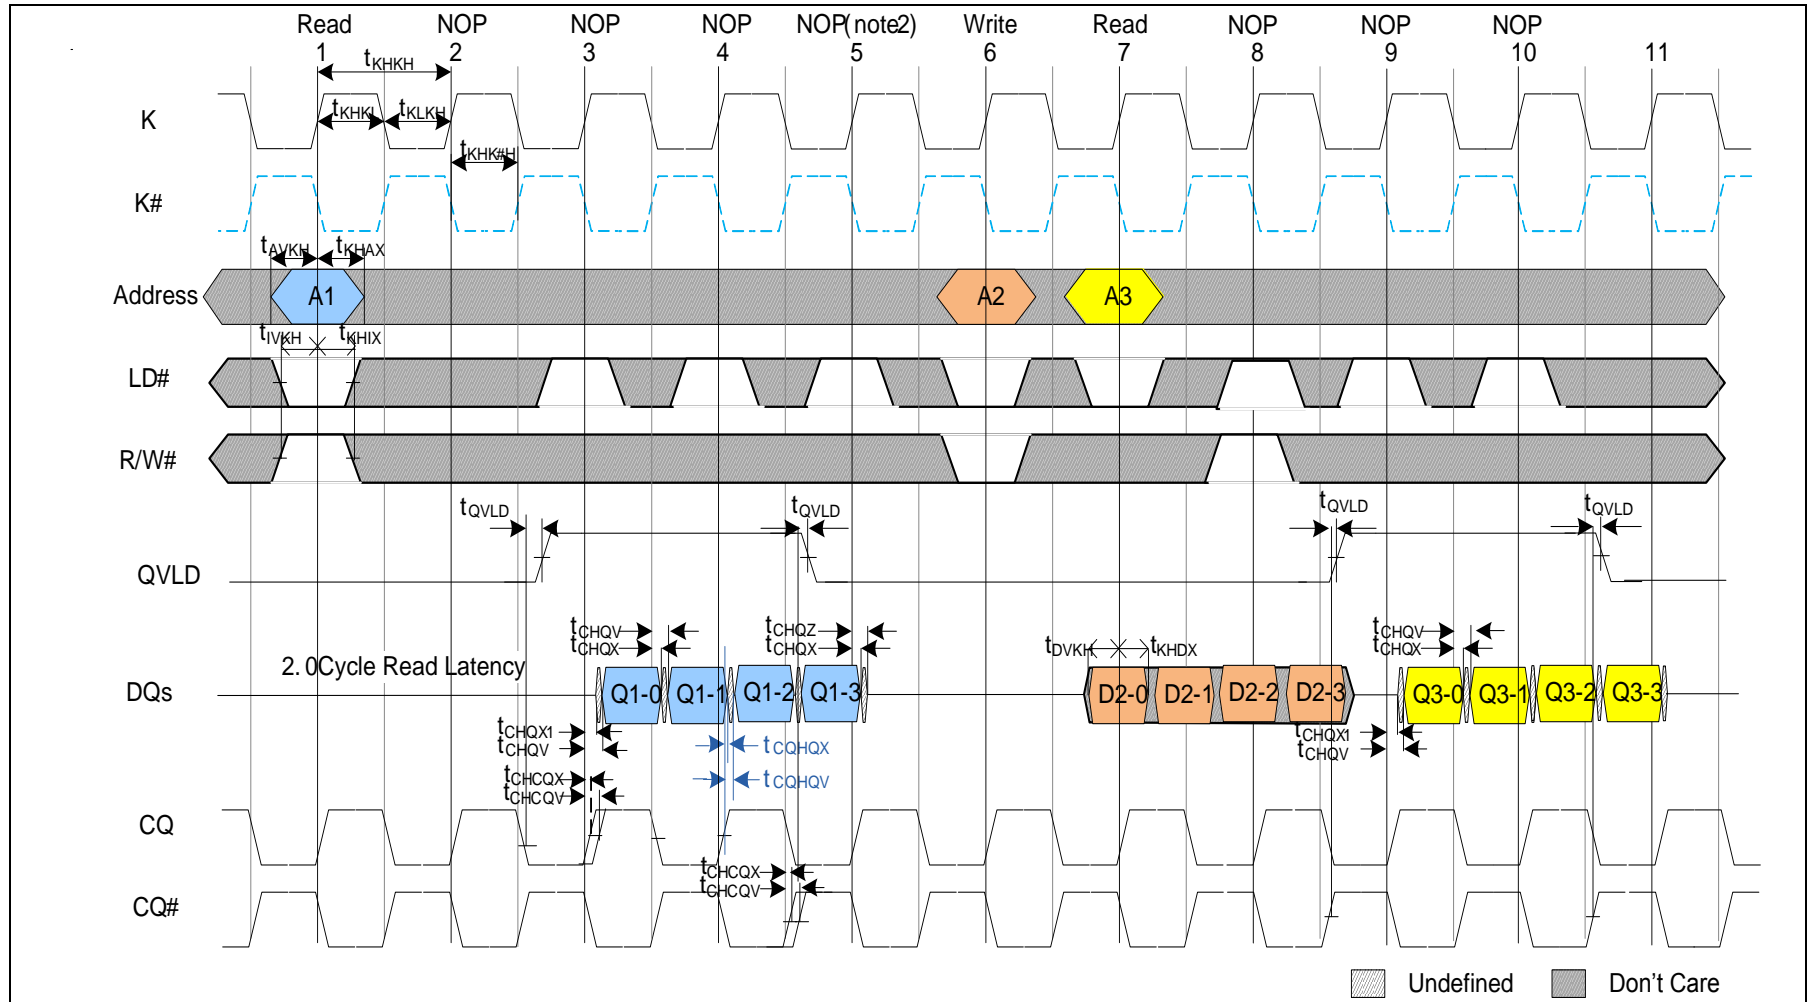 Read NOP NOP NOP NOP(note2) Write Read NOP NOP NOP
1 2 3 4 5 6 7 8 9 10 11
tKHKH
K
tKHKL tKLKH
tKHK#H
K#
tAVKH tKHAX
Address A1 A2 A3
tIVKH tKHIX
LD#
R/W#
tQVLD tQVLD tQVLD tQVLD
QVLD
tCHQV tCHQZ tCHQV
tCHQX tCHQX tDVKH tKHDX tCHQX
2.0Cycle Read Latency
DQs Q1-0 Q1-1 Q1-2 Q1-3 D2-0 D2-1 D2-2 D2-3 Q3-0 Q3-1 Q3-2 Q3-3
tCHQX1 tCQHQX tCHQX1
tCHQV tCHQV
tCHCQX tCQHQV
tCHCQV
CQ
tCHCQX
tCHCQV
CQ#
Undefined Don't Care